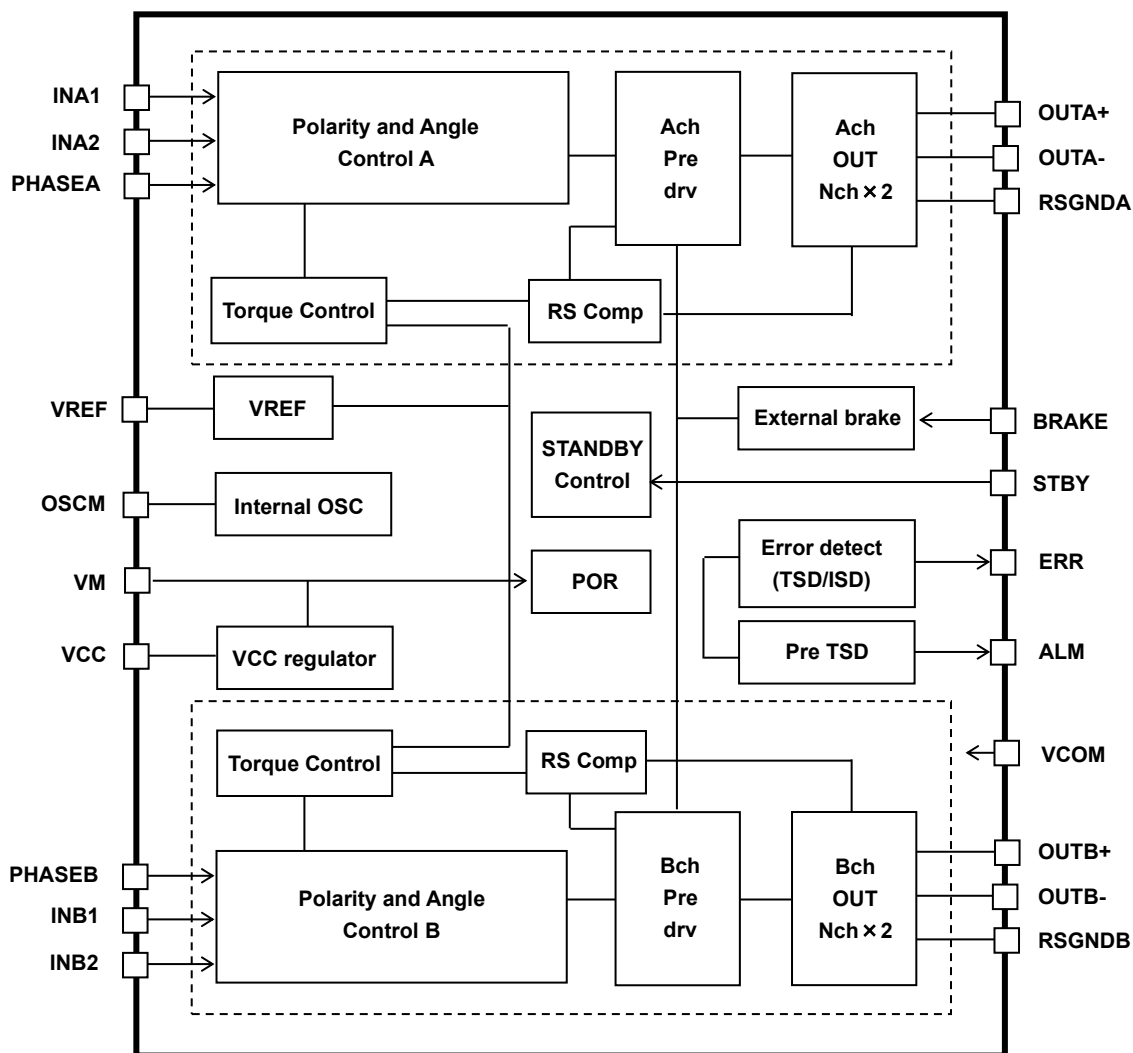 INA1
INA2
PHASEA
Polarity and Angle
Control A
Ach
Pre
drv
Ach
OUT
Nch×2
OUTA+
OUTA-
RSGNDA
Torque Control
RS Comp
VREF
VREF
External brake
BRAKE
STANDBY
Control
STBY
OSCM
Internal OSC
Error detect
(TSD/ISD)
ERR
VM
POR
VCC
VCC regulator
Pre TSD
ALM
Torque Control
RS Comp
VCOM
PHASEB
INB1
INB2
Polarity and Angle
Control B
Bch
Pre
drv
Bch
OUT
Nch×2
OUTB+
OUTB-
RSGNDB